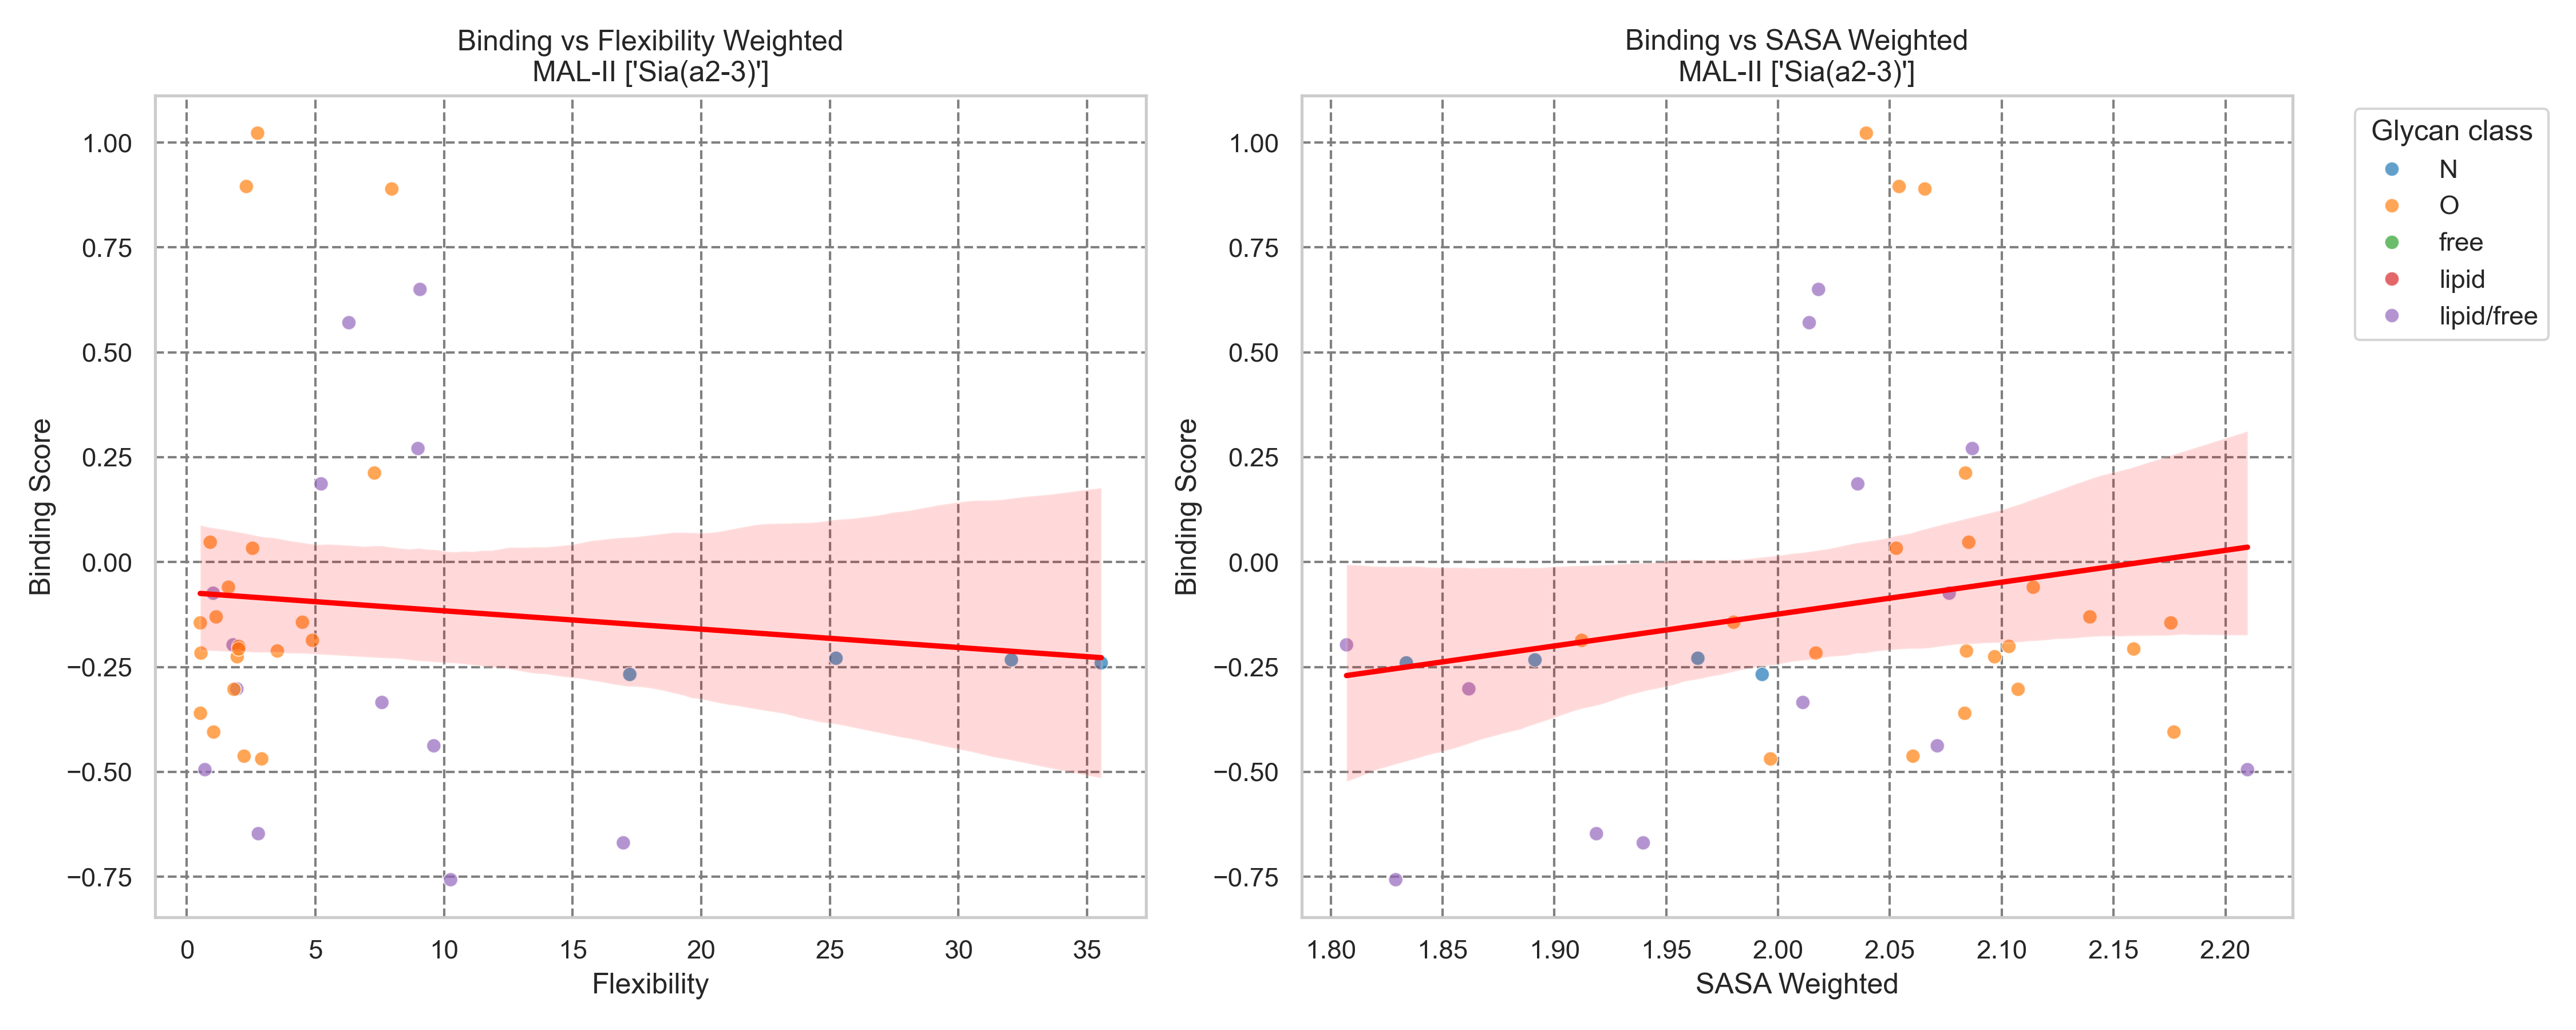 Binding vs Flexibility Weighted
MAL-II ['Sia(a2-3)']
Binding Score
1.00
0.75
0.50
0.25
0.00
−0.25
−0.50
−0.75
0 5 10 15 20 25 30 35
Flexibility
Binding vs SASA Weighted
MAL-II ['Sia(a2-3)']
Binding Score
1.00
0.75
0.50
0.25
0.00
−0.25
−0.50
−0.75
1.80 1.85 1.90 1.95 2.00 2.05 2.10 2.15 2.20
SASA Weighted
Glycan class
N
O
free
lipid
lipid/free